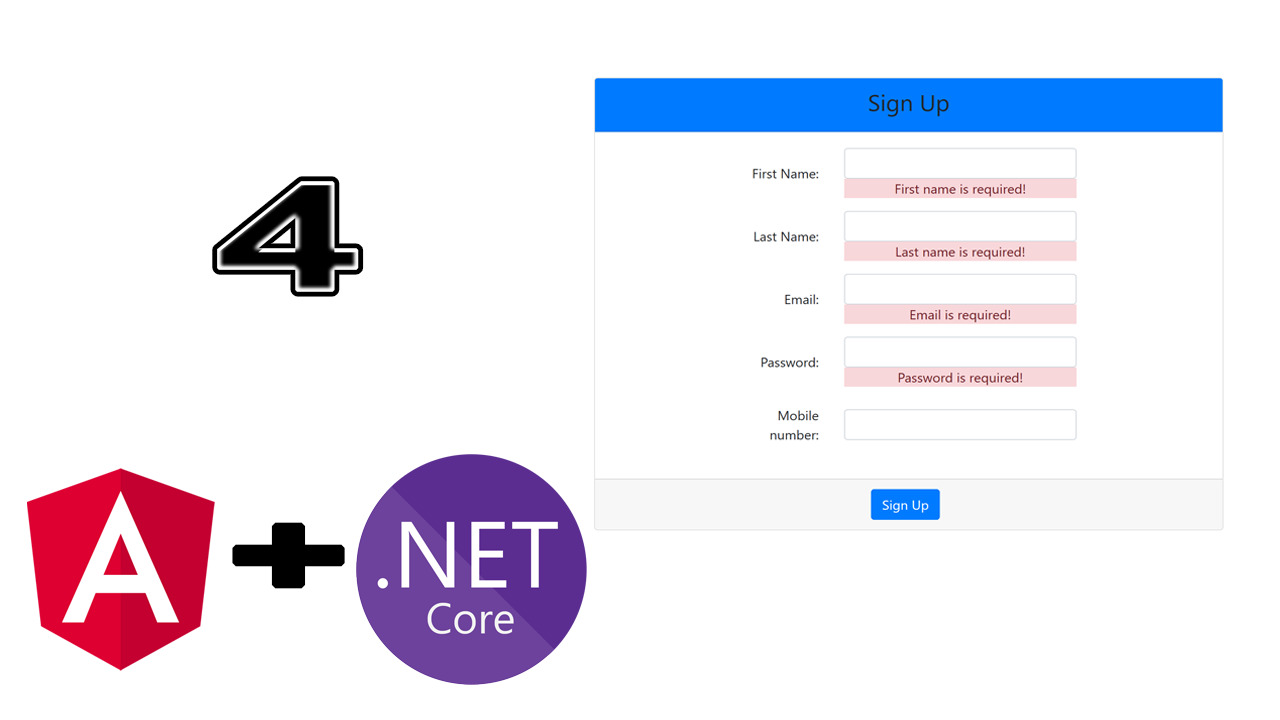 4
A
.NET
Core
Sign Up
First Name:
First name is required!
Last Name:
Last name is required!
Email:
Email is required!
Password:
Password is required!
Mobile
number:
Sign Up